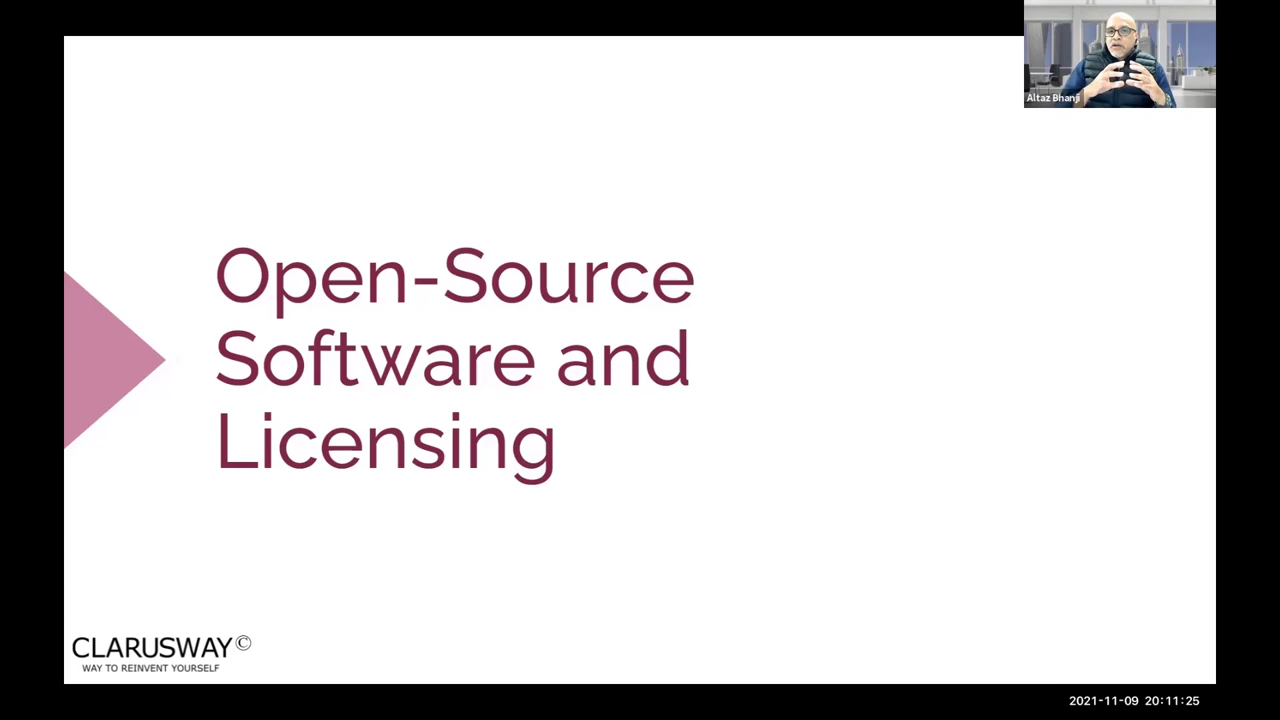 Altaz Bhanji
Open-Source
Software and
Licensing
CLARUSWAY©
WAY TO REINVENT YOURSELF
2021-11-09 20:11:25